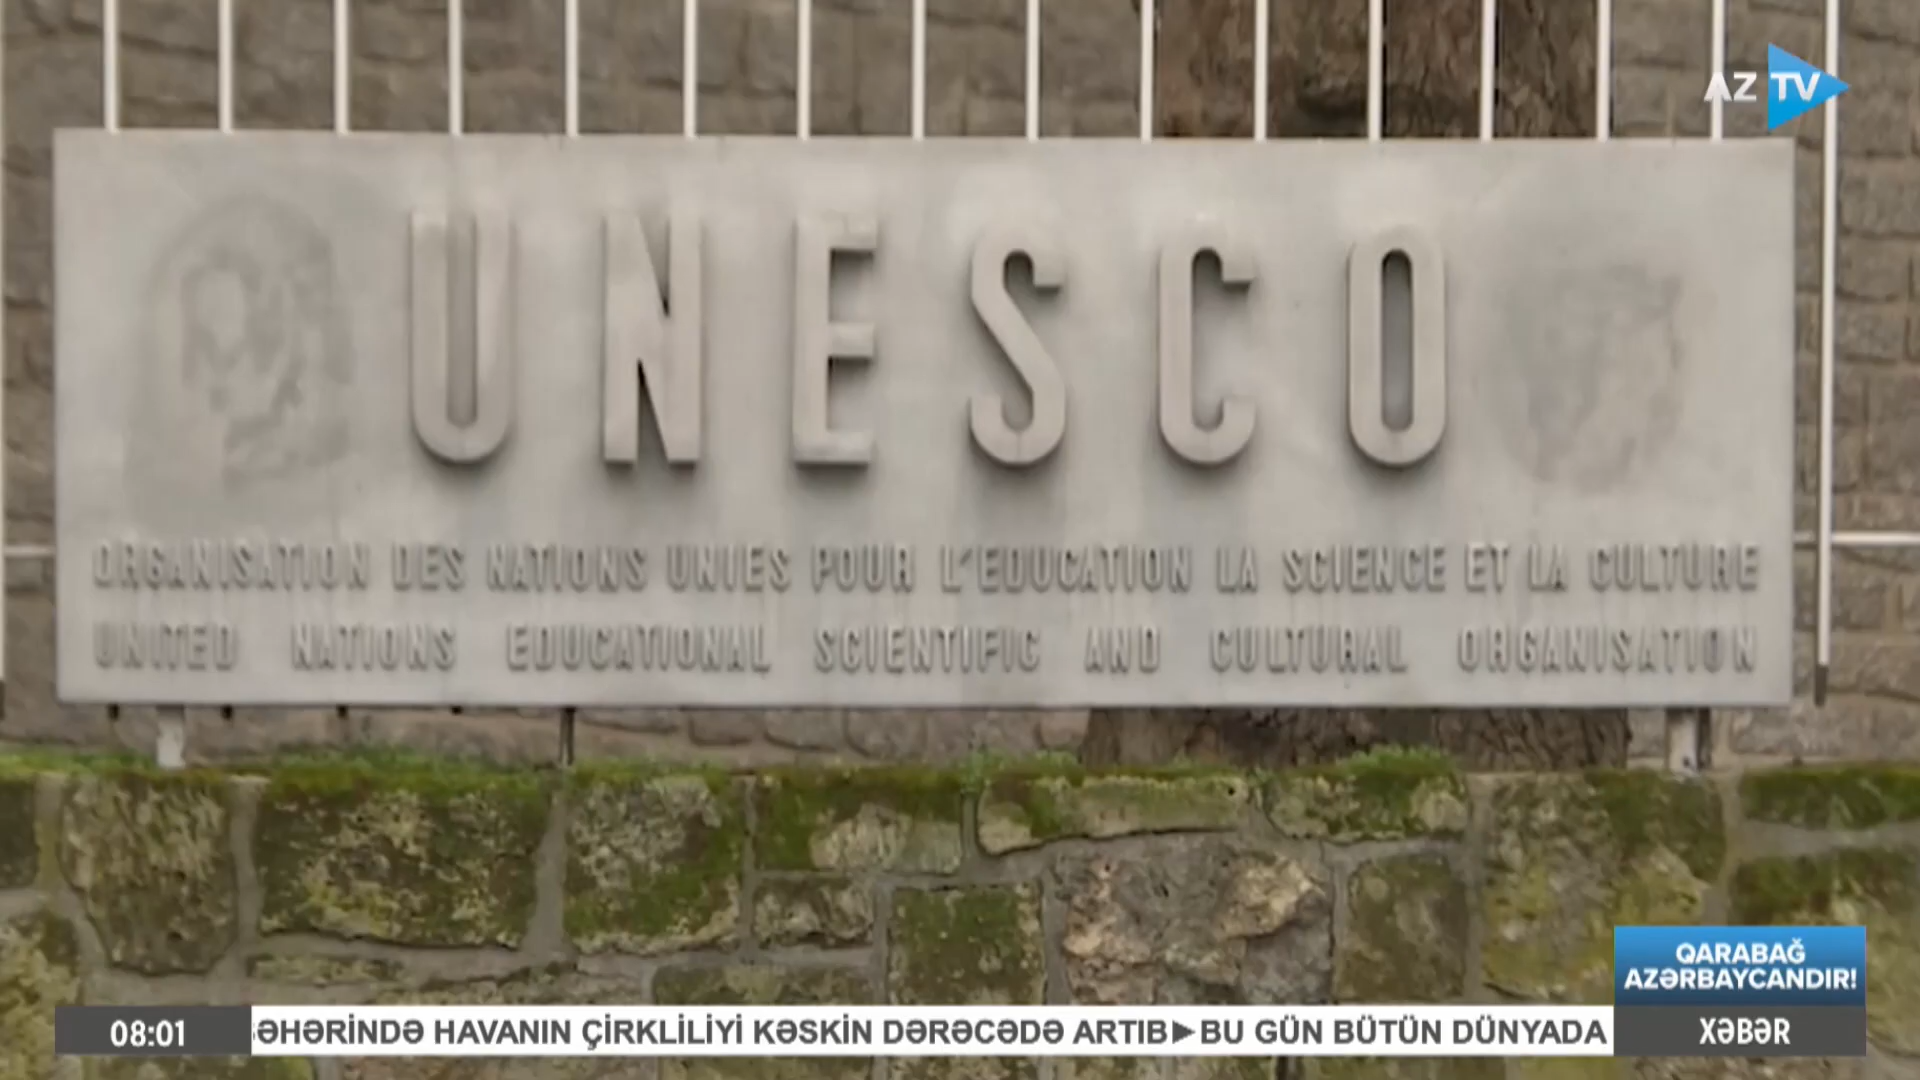 AZ TV
UNESCO
ORGANISATION DES NATIONS UNIES POUR L'EDUCATION LA SCIENCE ET LA CULTURE
UNITED NATIONS EDUCATIONAL SCIENTIFIC AND CULTURAL ORGANISATION
QARABAĞ
AZƏRBAYCANDIR!
08:01
ƏHƏRİNDƏ HAVANIN ÇİRKLİLİYİ KƏSKİN DƏRƏCƏDƏ ARTIB►BU GÜN BÜTÜN DÜNYADA
XƏBƏR